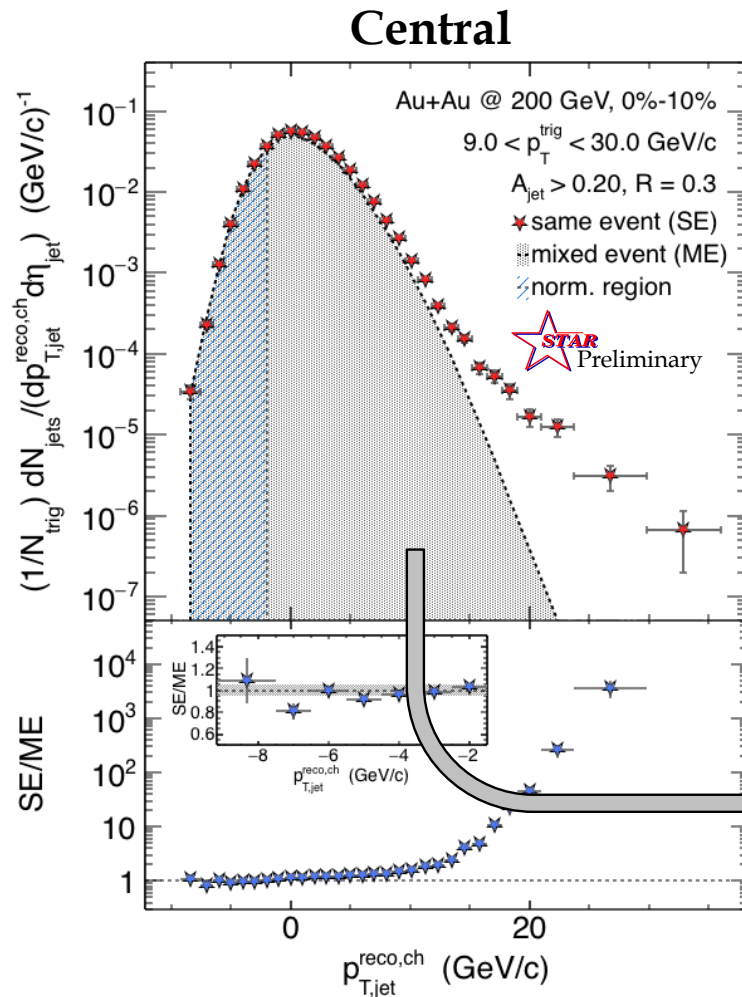 Central
Au+Au @ 200 GeV, 0%-10%
9.0 < p_T^trig < 30.0 GeV/c
A_jet > 0.20, R = 0.3
same event (SE)
mixed event (ME)
norm. region
STAR
Preliminary
(1/N_trig) dN_jets/(dp_T,jet^reco,ch dη_jet) (GeV/c)^-1
10^-1
10^-2
10^-3
10^-4
10^-5
10^-6
10^-7
SE/ME
10^4
10^3
10^2
10
1
SE/ME
1.4
1.2
1
0.8
0.6
−8 −6 −4 −2
p_T,jet^reco,ch (GeV/c)
0 20
p_T,jet^reco,ch (GeV/c)